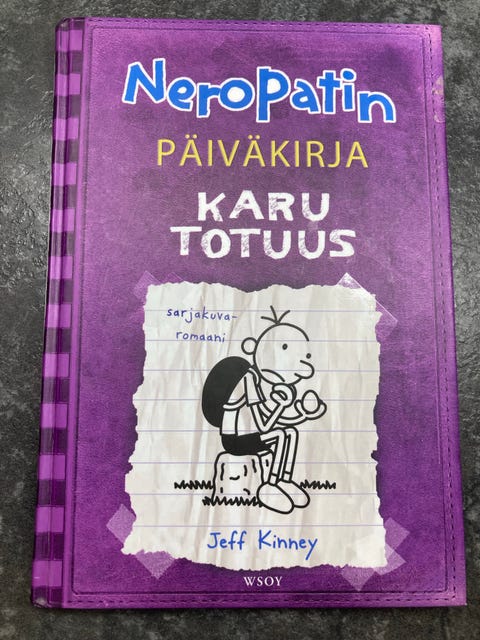 Neropatin
PÄIVÄKIRJA
KARU
TOTUUS
sarjakuva-
romaani
Jeff Kinney
WSOY